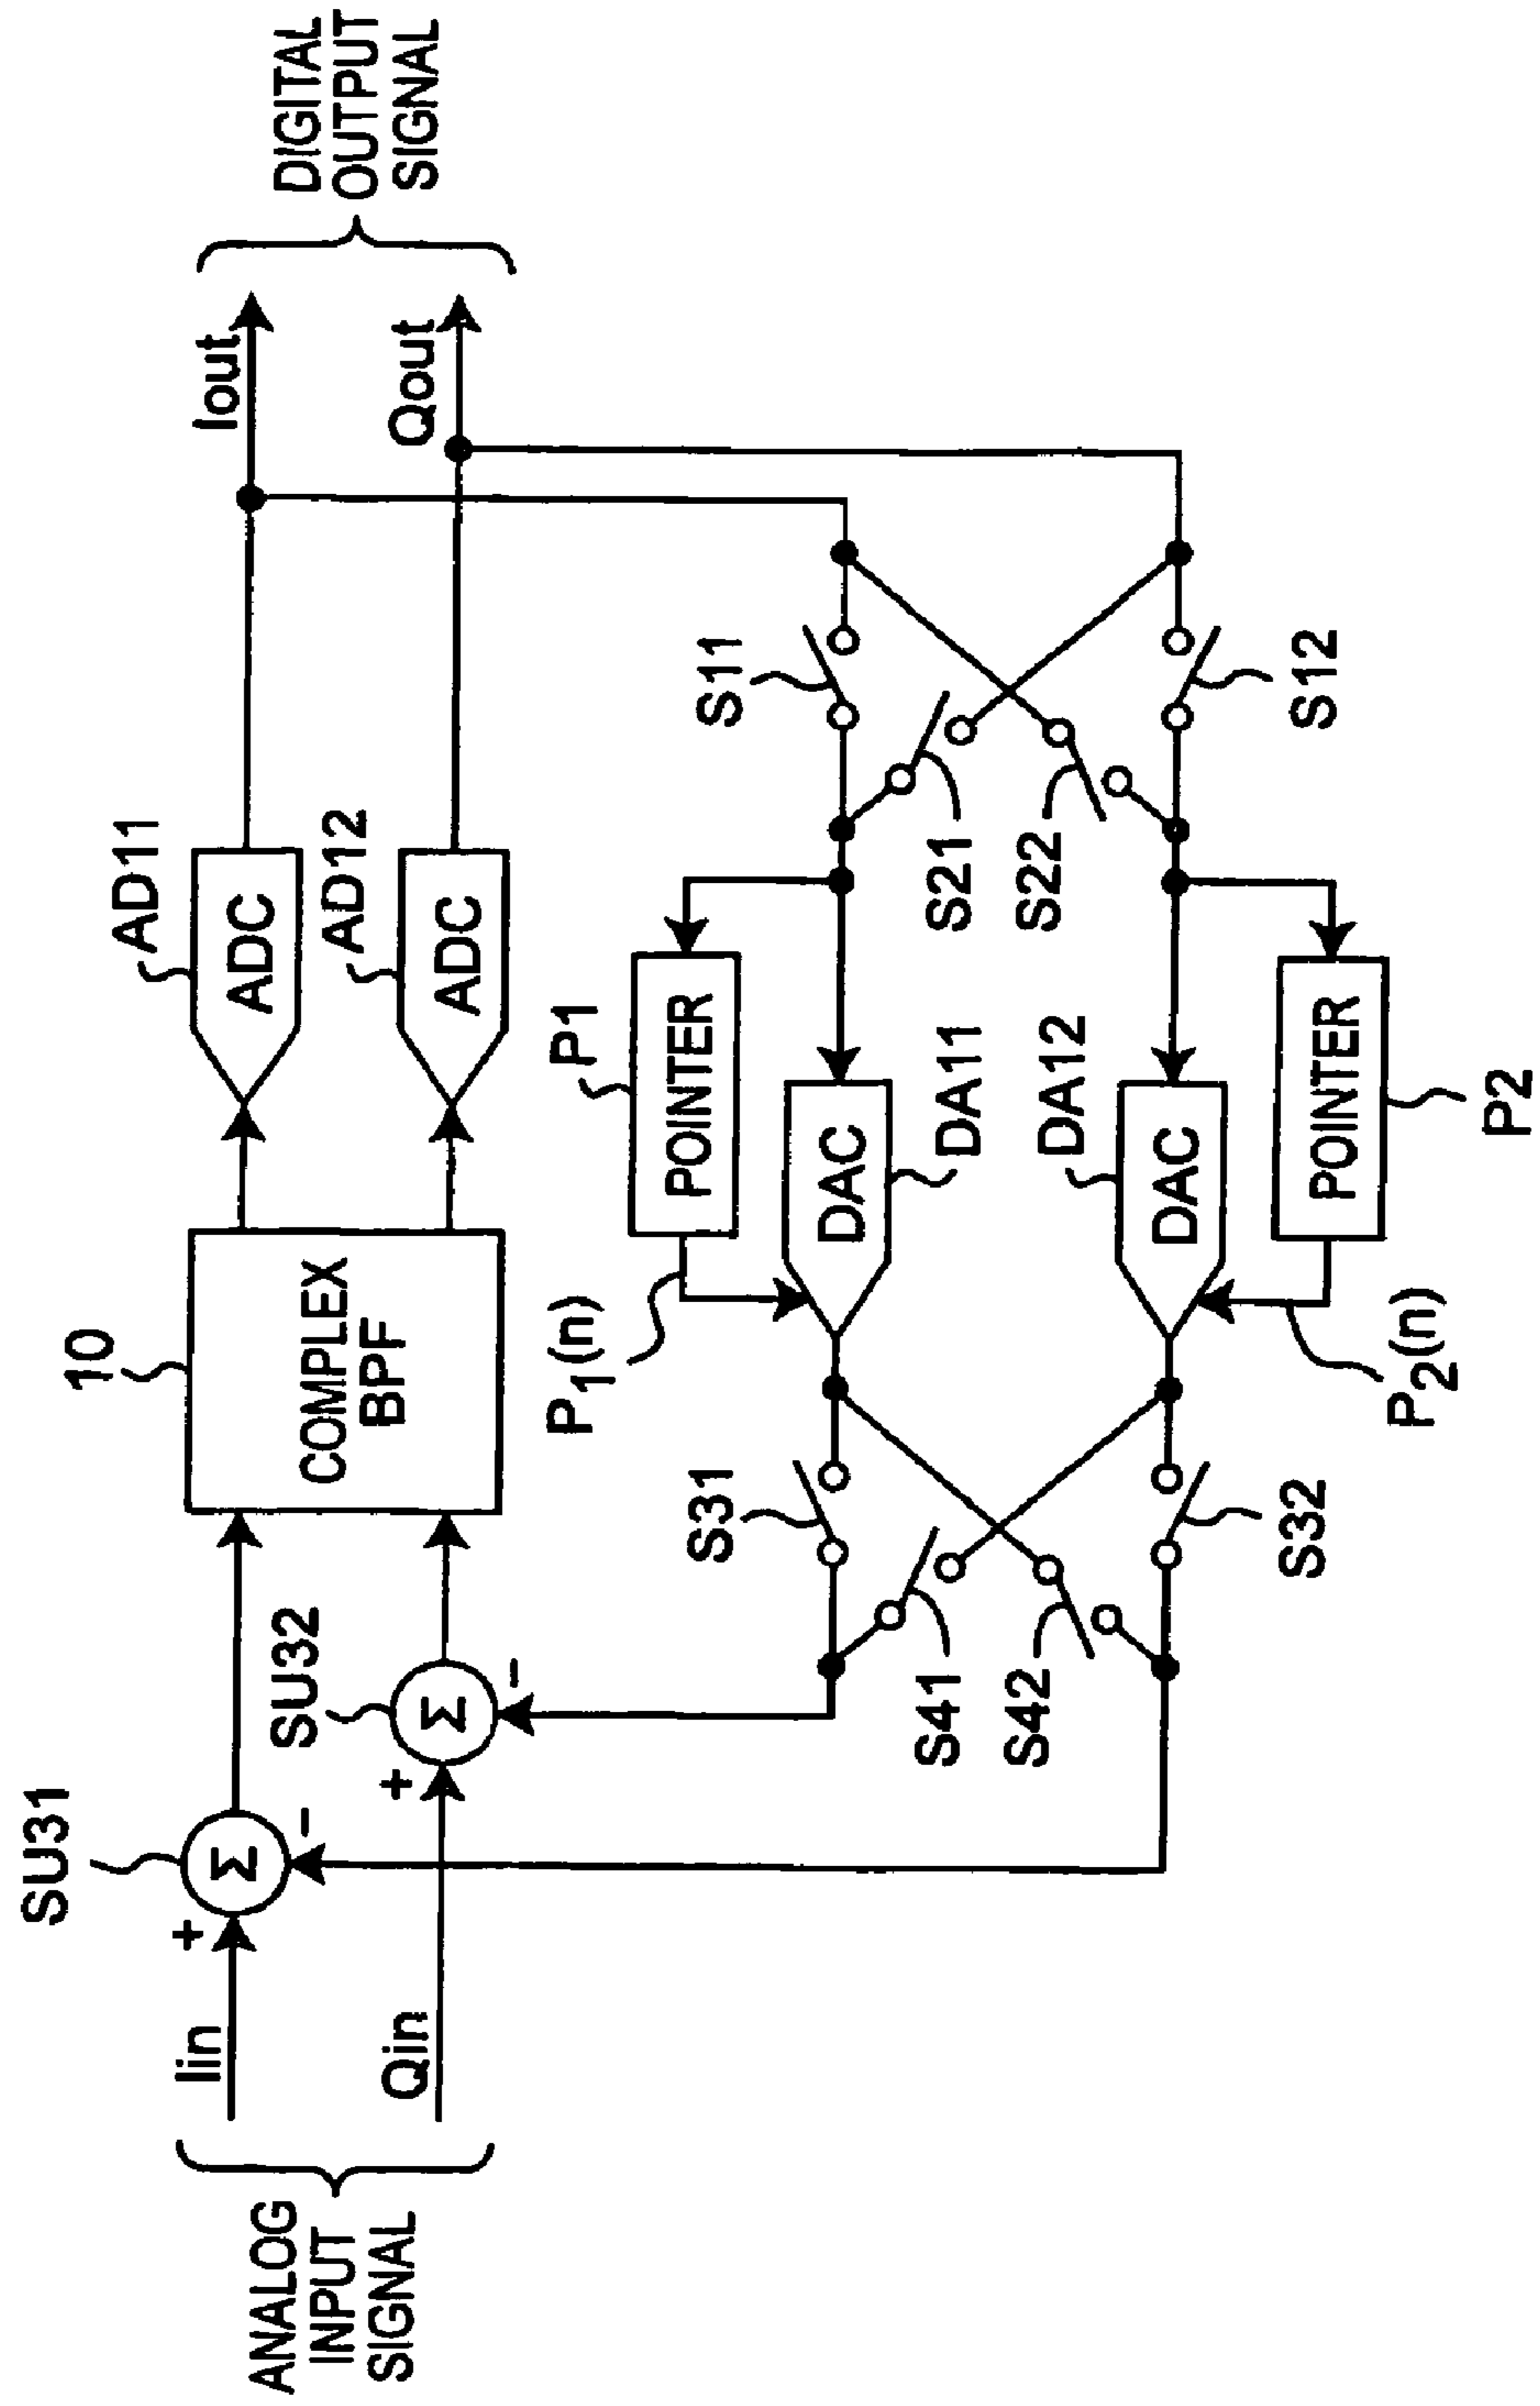 ANALOG
INPUT
SIGNAL
Iin
Qin
+
-
SU31
Σ
+
-
SU32
Σ
10
COMPLEX
BPF
AD11
ADC
AD12
ADC
Iout
Qout
DIGITAL
OUTPUT
SIGNAL
P1
POINTER
P1(n)
S31
S11
DAC
DA11
S41
S21
S42
S22
DA12
DAC
S32
S12
POINTER
P2(n)
P2